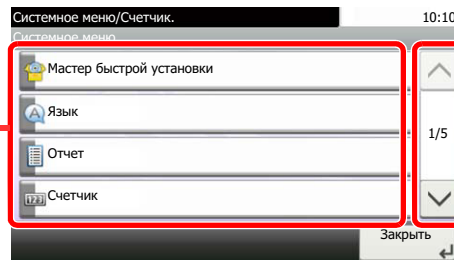 Системное меню/Счетчик.
10:10
Системное меню
Мастер быстрой установки
Язык
1/5
Отчет
Счетчик
Закрыть